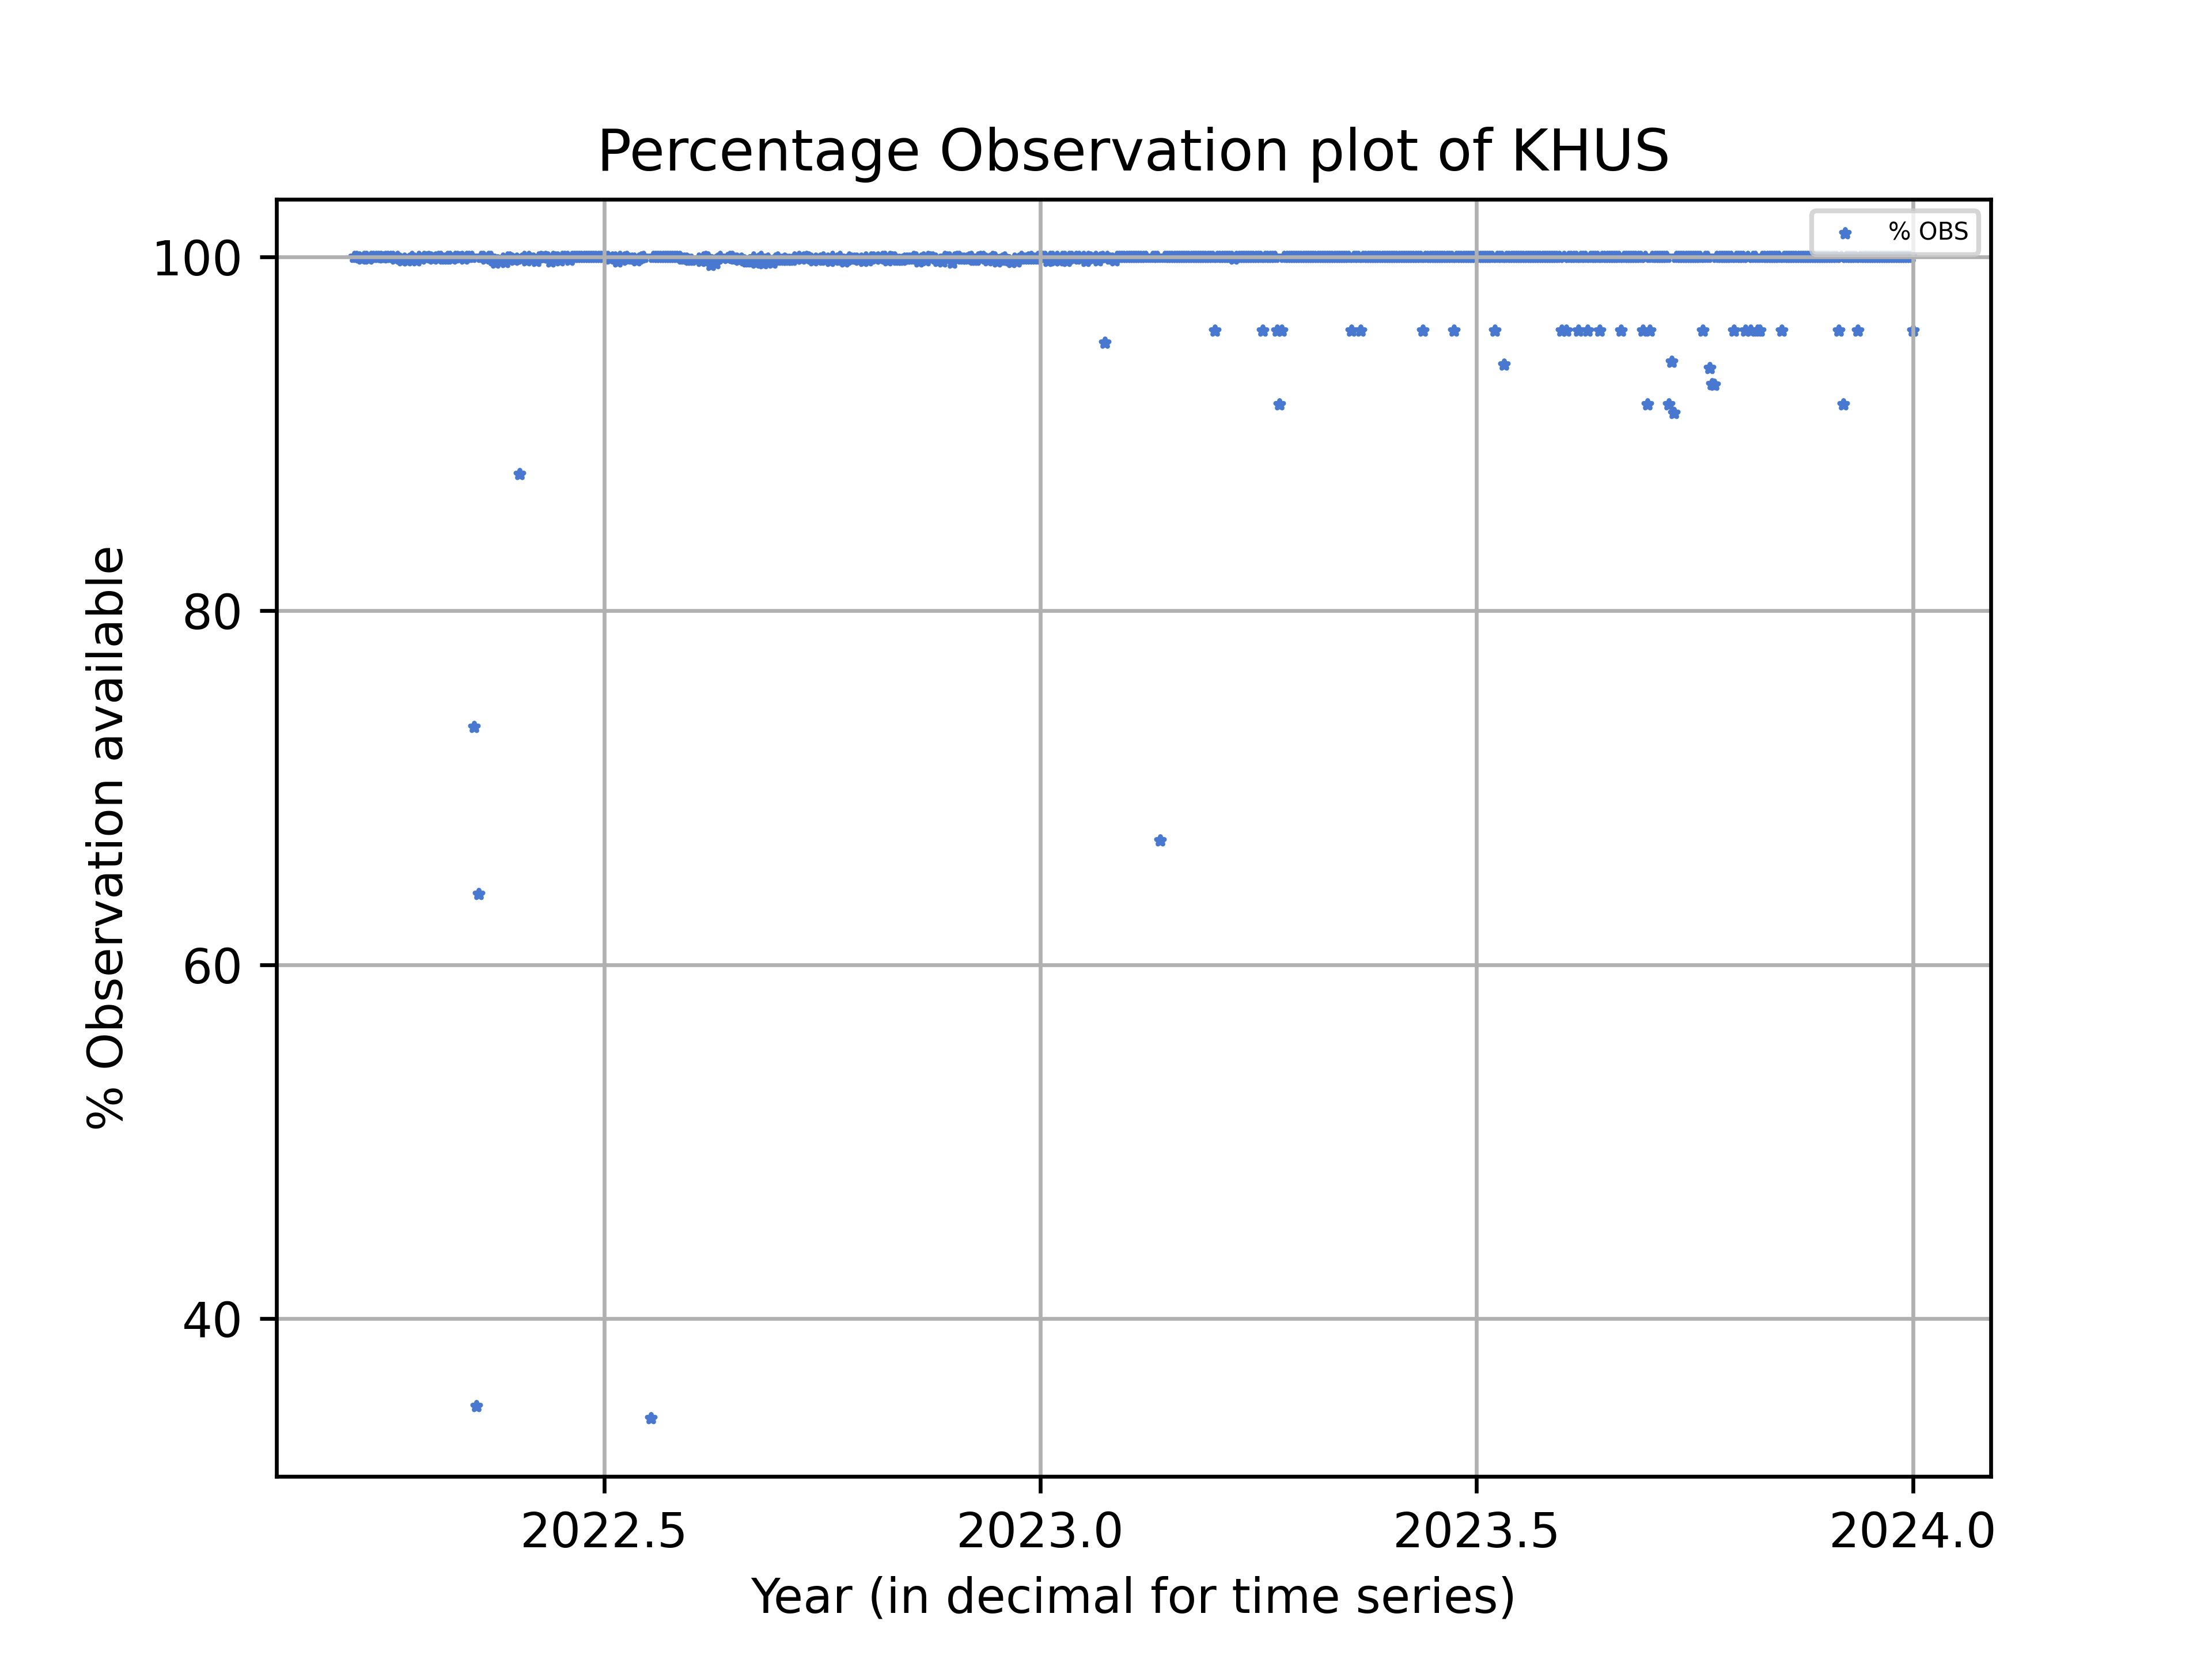 Percentage Observation plot of KHUS
% OBS
100
80
60
40
% Observation available
2022.5
2023.0
2023.5
2024.0
Year (in decimal for time series)